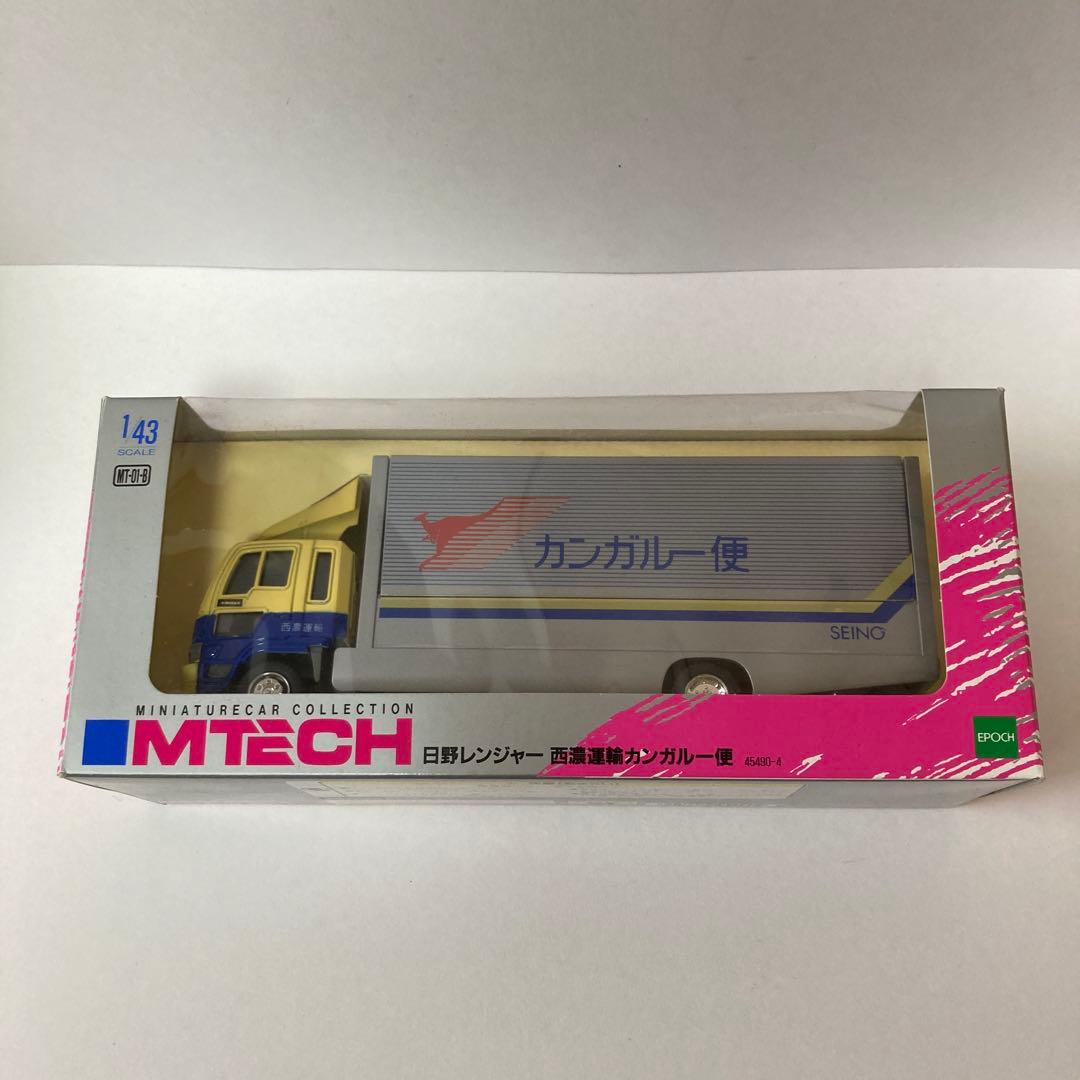 1/43
SCALE
MT-01-B
カンガルー便
西濃運輸
SEINO
MINIATURECAR COLLECTION
MTECH
日野レンジャー 西濃運輸カンガルー便 45490-4
EPOCH